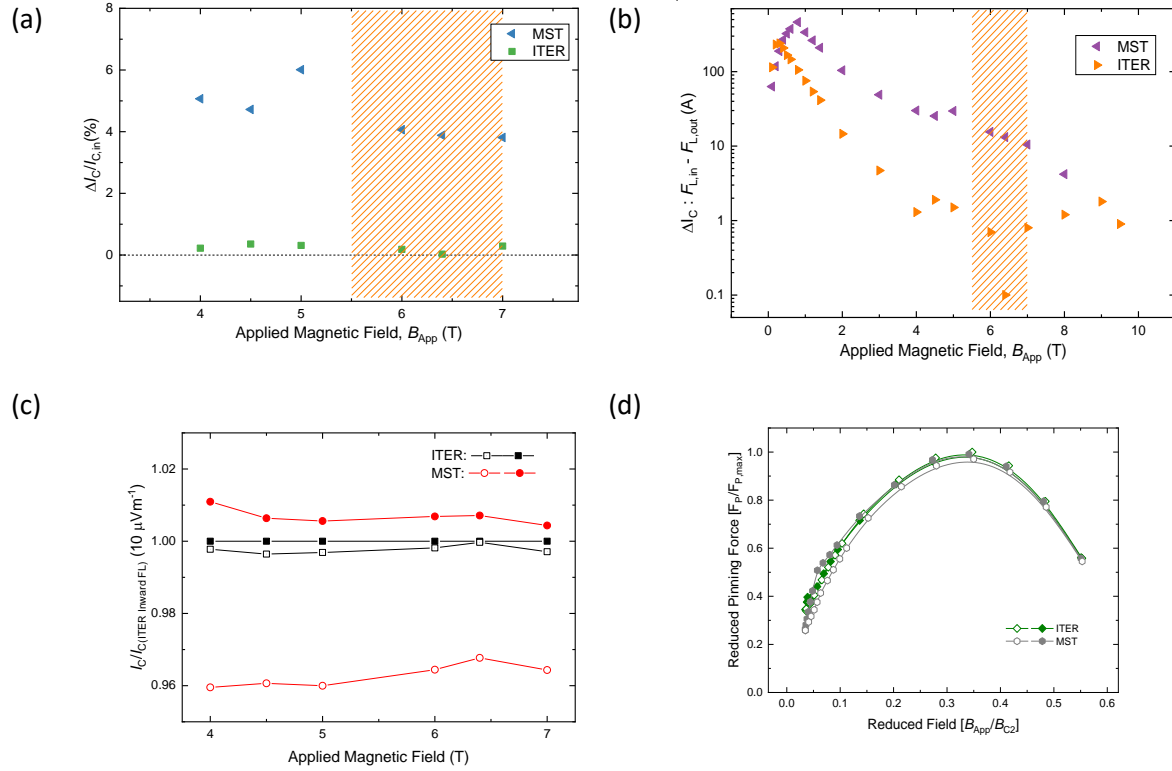 (a)
MST
ITER
8
6
4
2
0
ΔI_C/I_C,in(%)
4 5 6 7
Applied Magnetic Field, B_App (T)
(b)
MST
ITER
100
10
1
0.1
ΔI_C : F_L,in - F_L,out (A)
0 2 4 6 8 10
Applied Magnetic Field, B_App (T)
(c)
ITER:
MST:
1.02
1.00
0.98
0.96
I_C/I_C(ITER Inward FL) (10 μVm⁻¹)
4 5 6 7
Applied Magnetic Field (T)
(d)
1.0
0.8
0.6
0.4
0.2
0.0
Reduced Pinning Force [F_P/F_P,max]
ITER
MST
0.0 0.1 0.2 0.3 0.4 0.5 0.6
Reduced Field [B_App/B_C2]